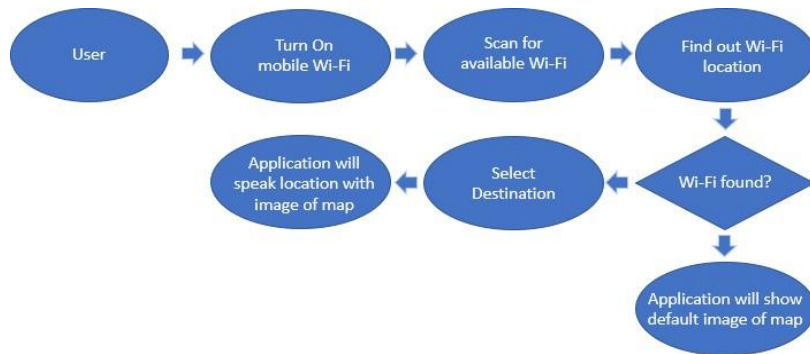 User
Turn On
mobile Wi-Fi
Scan for
available Wi-Fi
Find out Wi-Fi
location
Wi-Fi found?
Select
Destination
Application will
speak location with
image of map
Application will show
default image of map